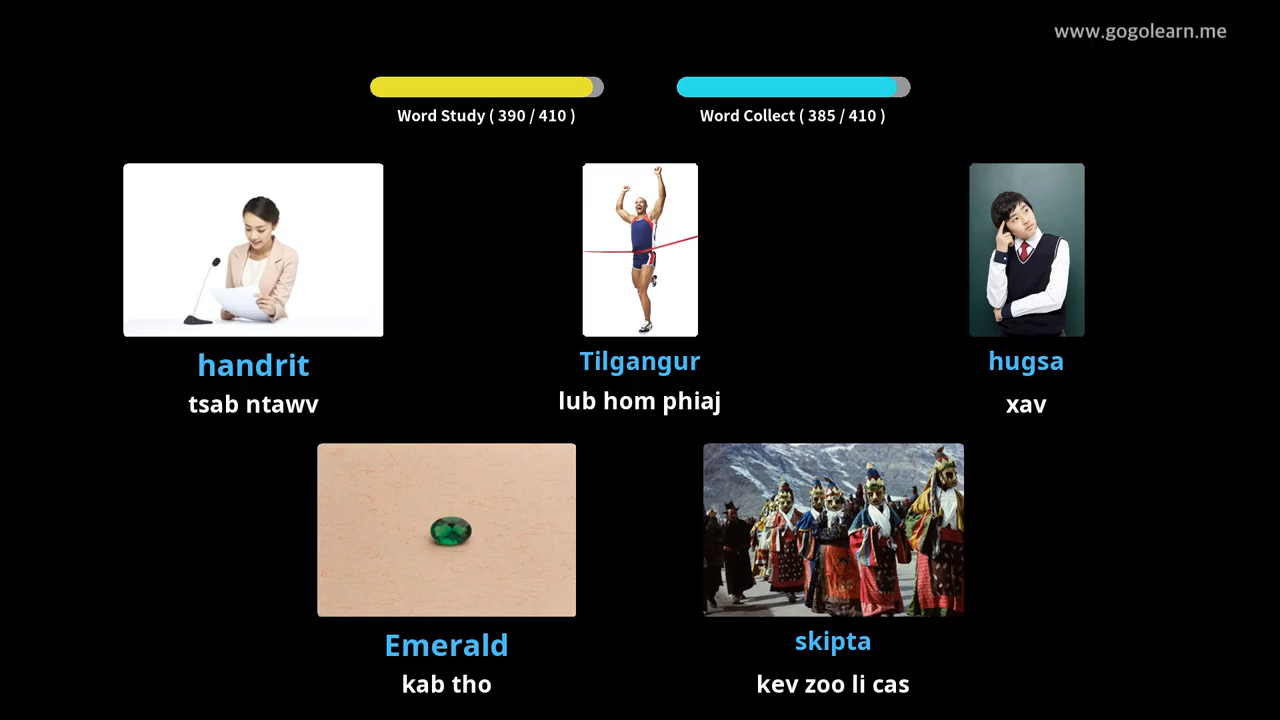 www.gogolearn.me
Word Study ( 390 / 410 )
Word Collect ( 385 / 410 )
handrit
tsab ntawv
Tilgangur
lub hom phiaj
hugsa
xav
Emerald
kab tho
skipta
kev zoo li cas